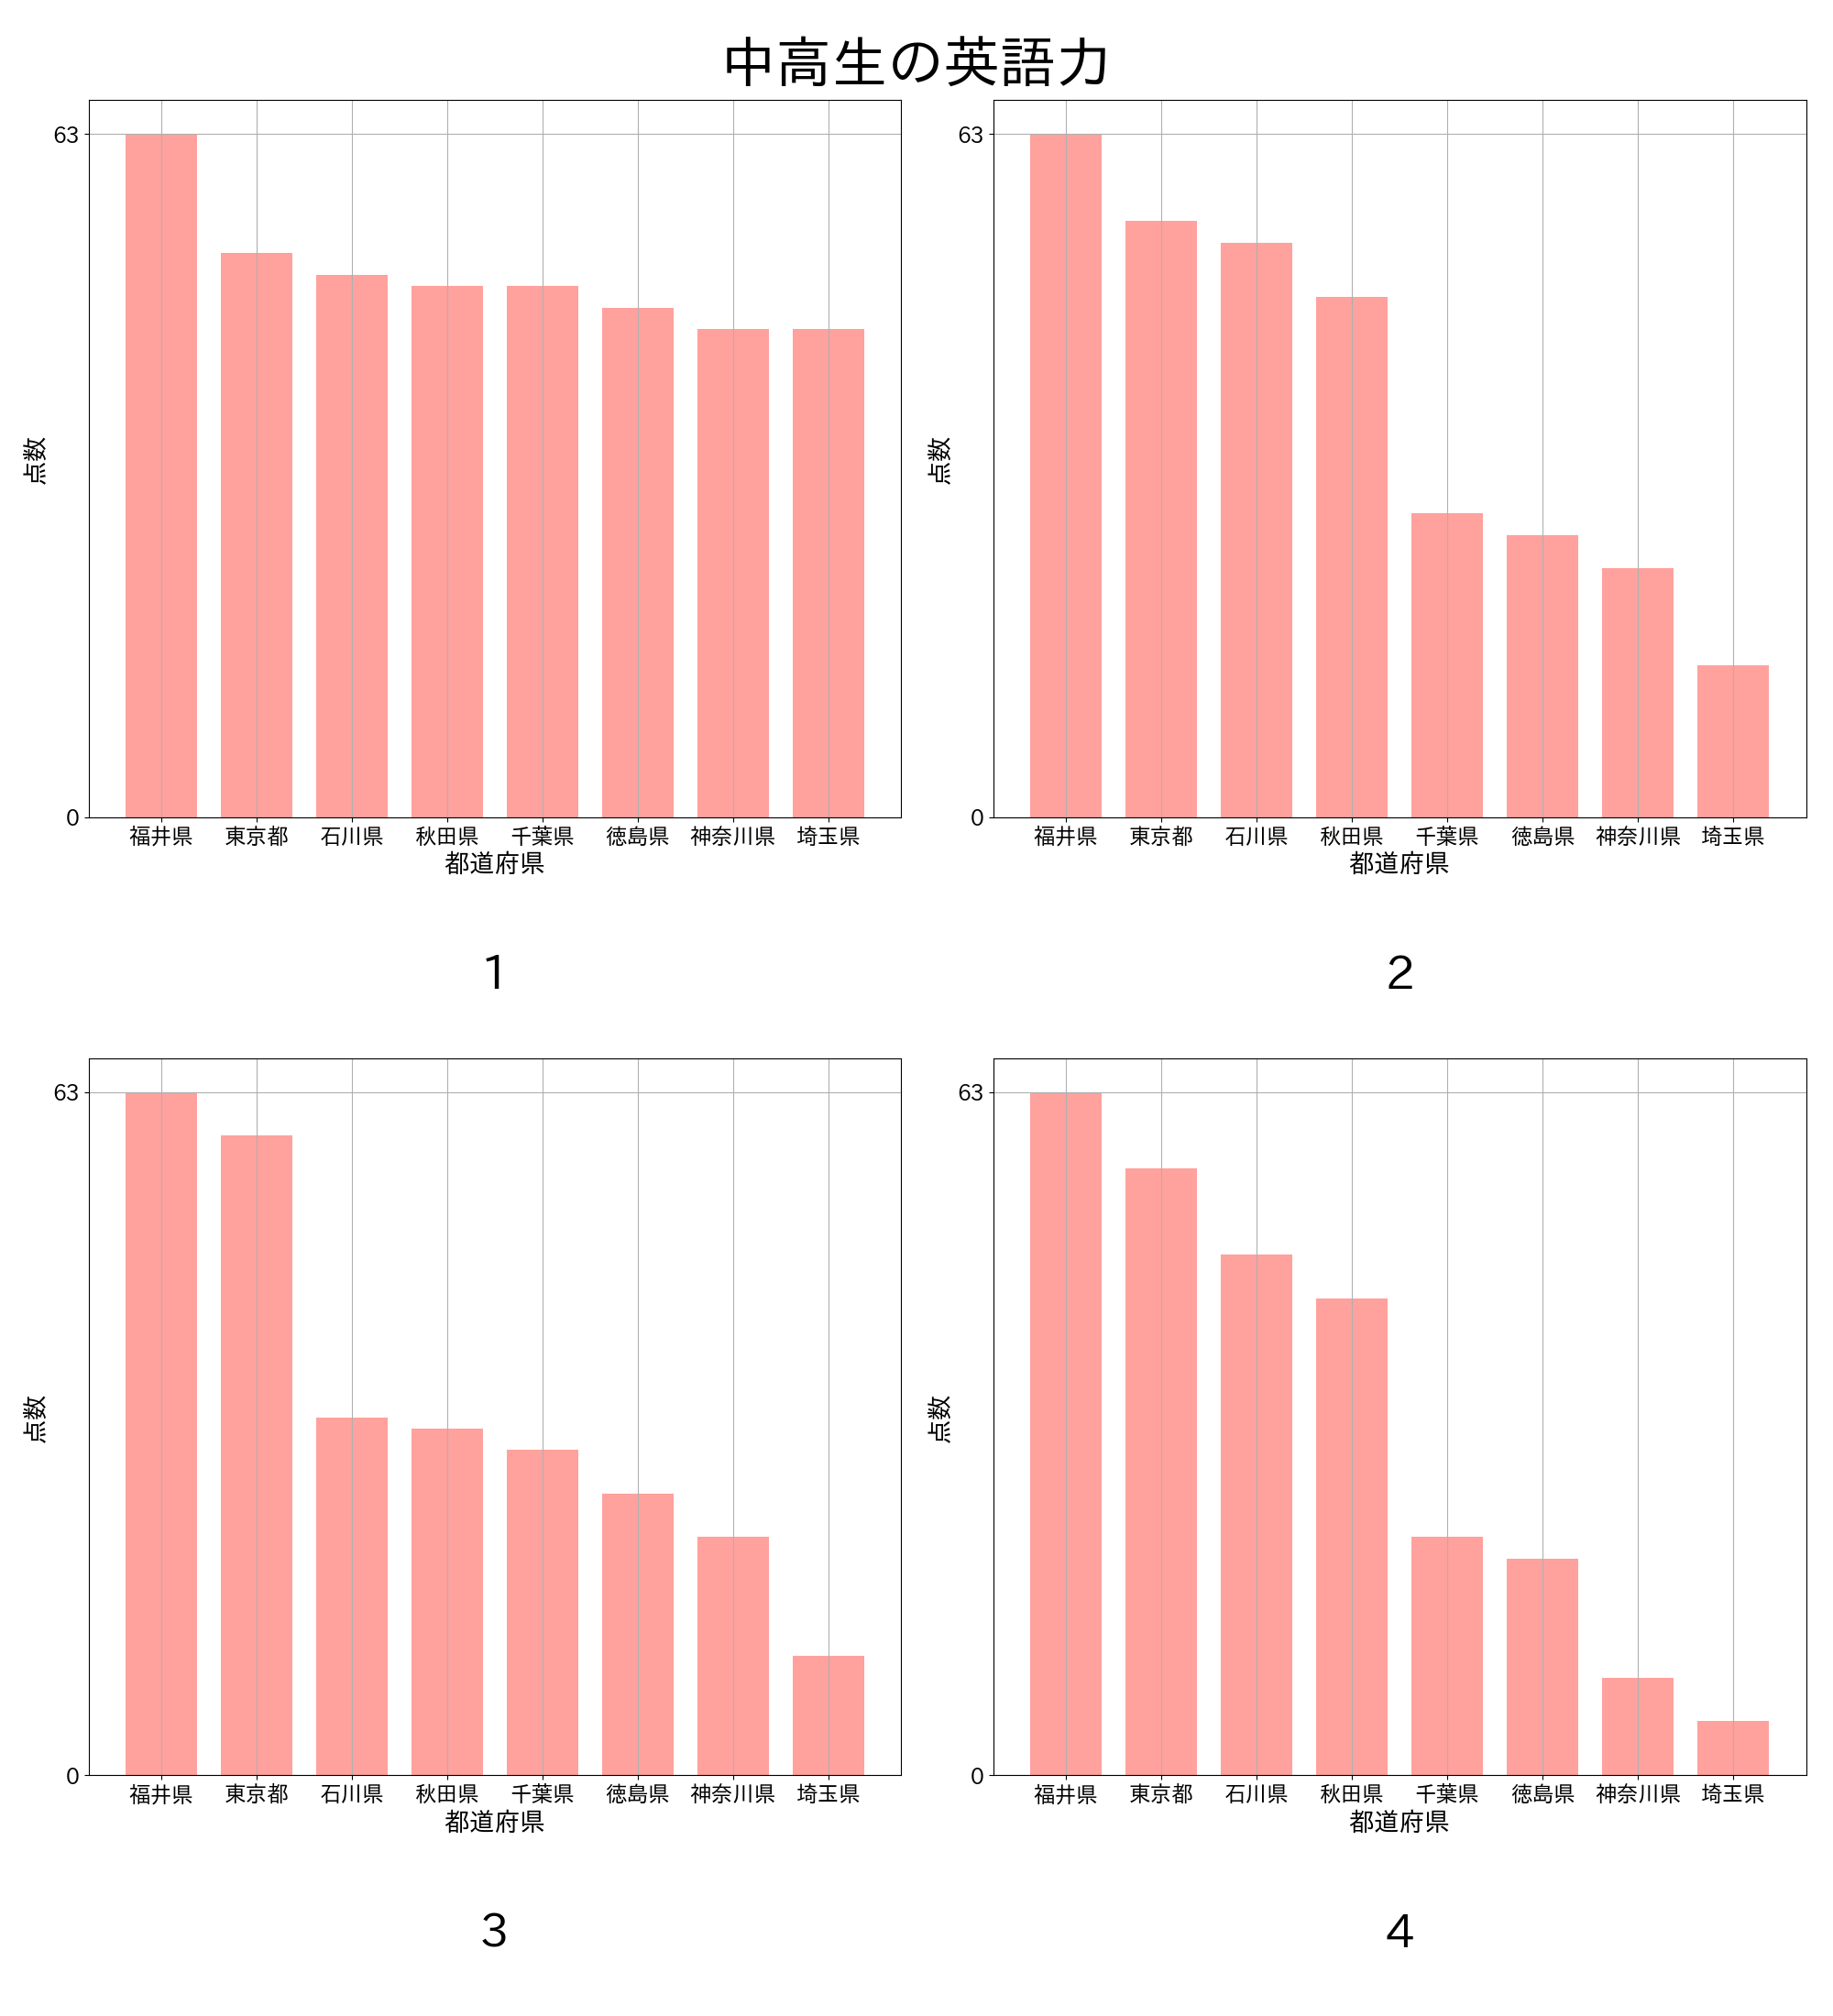 中高生の英語力
63
0
点数
福井県 東京都 石川県 秋田県 千葉県 徳島県 神奈川県 埼玉県
都道府県
1
63
0
点数
福井県 東京都 石川県 秋田県 千葉県 徳島県 神奈川県 埼玉県
都道府県
2
63
0
点数
福井県 東京都 石川県 秋田県 千葉県 徳島県 神奈川県 埼玉県
都道府県
3
63
0
点数
福井県 東京都 石川県 秋田県 千葉県 徳島県 神奈川県 埼玉県
都道府県
4